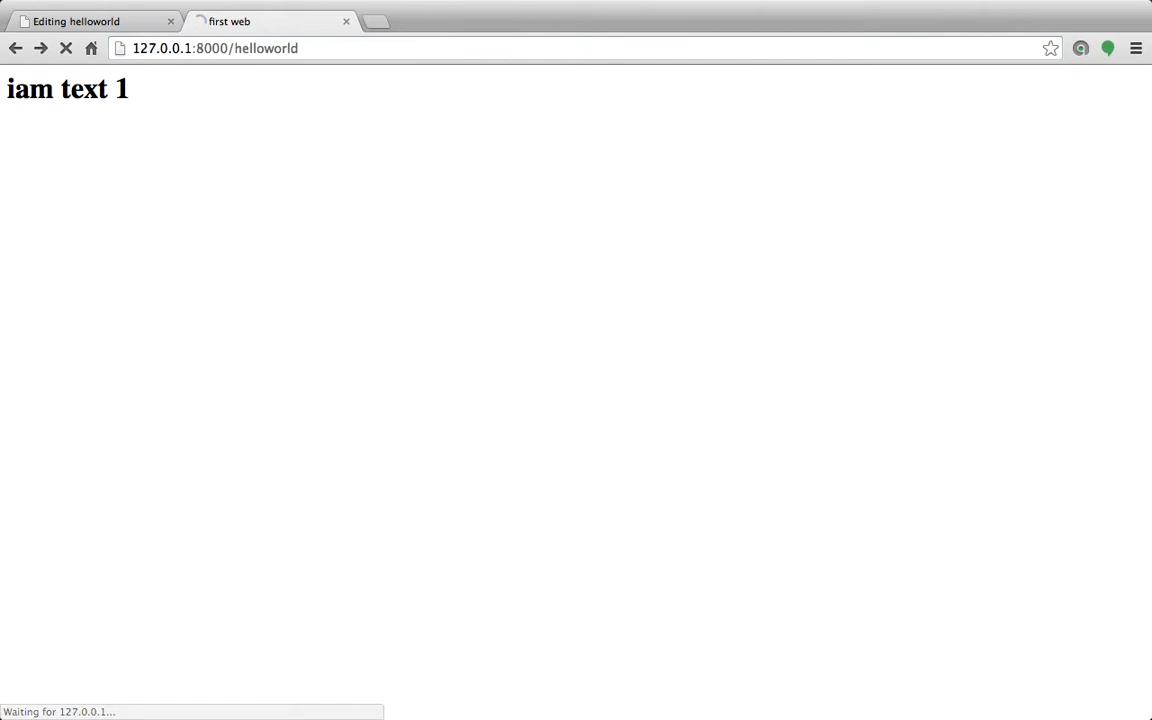 Editing helloworld
first web
127.0.0.1:8000/helloworld
iam text 1
Waiting for 127.0.0.1...